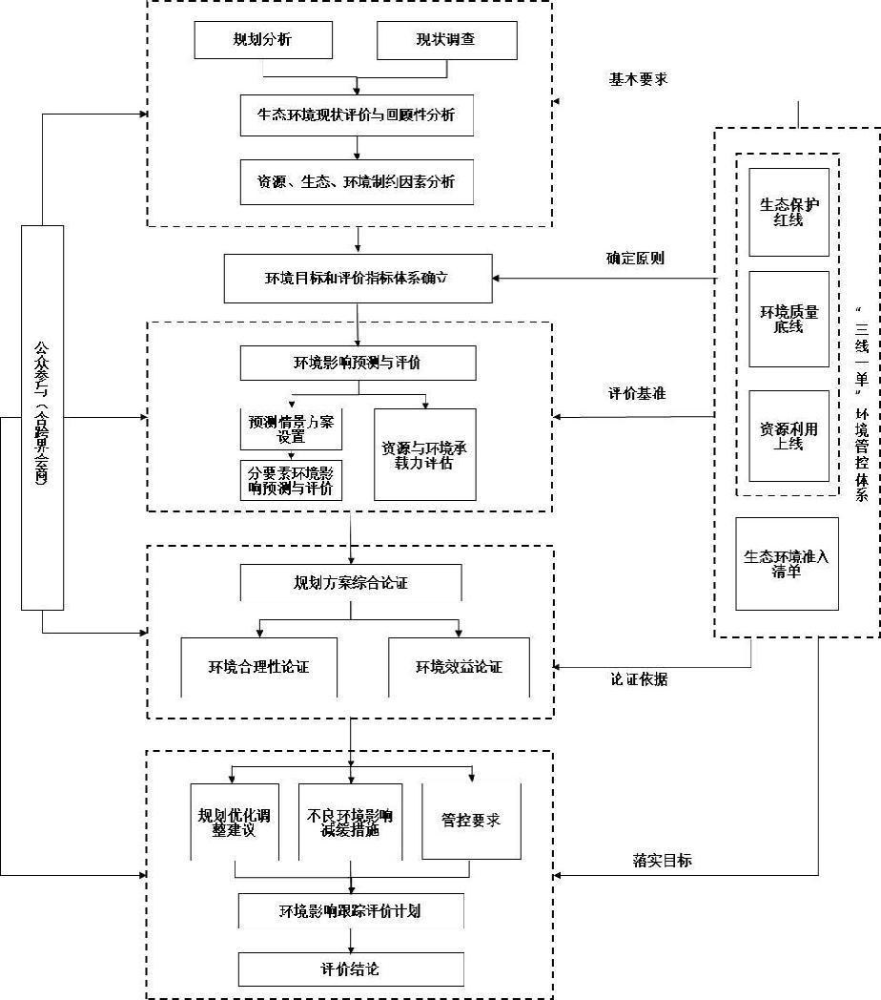 规划分析
现状调查
基本要求
生态环境现状评价与回顾性分析
资源、生态、环境制约因素分析
生态保护
红线
确定原则
环境目标和评价指标体系确立
环境质量
底线
“三线一单”环境管控体系
公众参与（含跨界会商）
环境影响预测与评价
评价基准
预测情景方案
设置
资源与环境承
载力评估
资源利用
上线
分要素环境影
响预测与评价
生态环境准入
清单
规划方案综合论证
环境合理性论证
环境效益论证
论证依据
规划优化调
整建议
不良环境影响
减缓措施
管控要求
落实目标
环境影响跟踪评价计划
评价结论